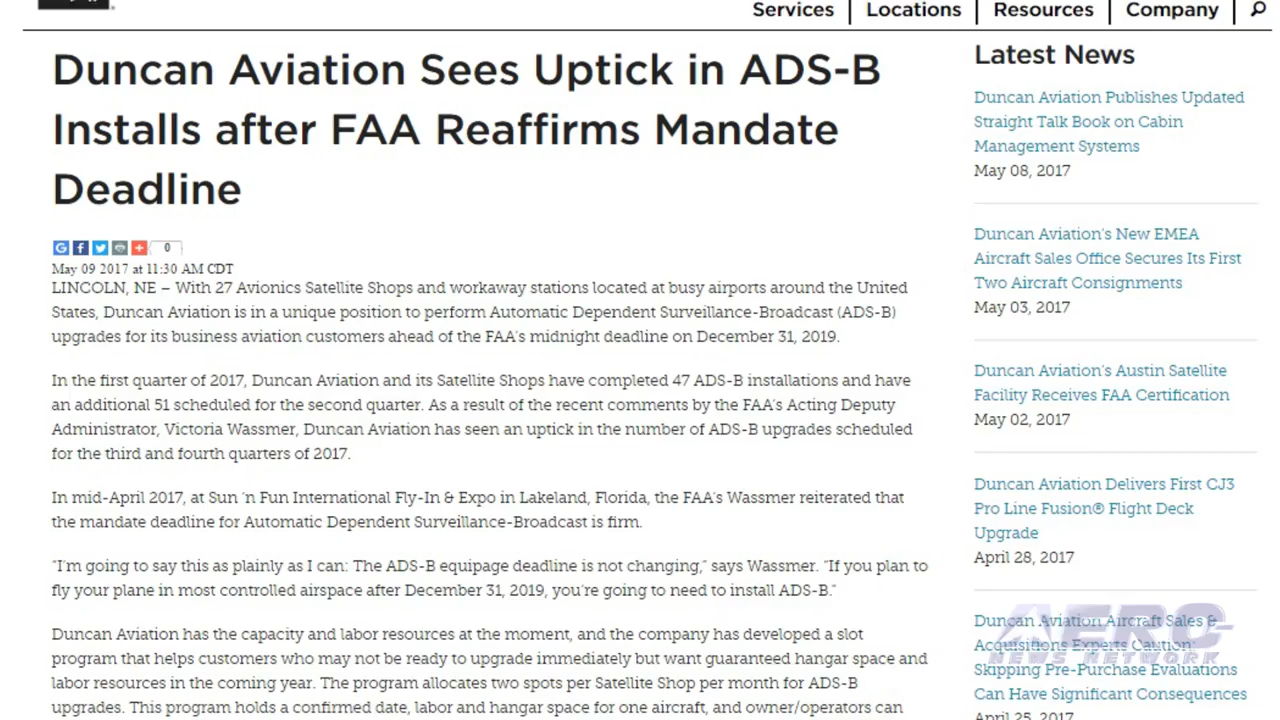 Services
Locations
Resources
Company
Duncan Aviation Sees Uptick in ADS-B
Installs after FAA Reaffirms Mandate
Deadline
0
May 09 2017 at 11:30 AM CDT
LINCOLN, NE – With 27 Avionics Satellite Shops and workaway stations located at busy airports around the United
States, Duncan Aviation is in a unique position to perform Automatic Dependent Surveillance-Broadcast (ADS-B)
upgrades for its business aviation customers ahead of the FAA's midnight deadline on December 31, 2019.
In the first quarter of 2017, Duncan Aviation and its Satellite Shops have completed 47 ADS-B installations and have
an additional 51 scheduled for the second quarter. As a result of the recent comments by the FAA's Acting Deputy
Administrator, Victoria Wassmer, Duncan Aviation has seen an uptick in the number of ADS-B upgrades scheduled
for the third and fourth quarters of 2017.
In mid-April 2017, at Sun 'n Fun International Fly-In & Expo in Lakeland, Florida, the FAA's Wassmer reiterated that
the mandate deadline for Automatic Dependent Surveillance-Broadcast is firm.
"I'm going to say this as plainly as I can: The ADS-B equipage deadline is not changing," says Wassmer. "If you plan to
fly your plane in most controlled airspace after December 31, 2019, you're going to need to install ADS-B."
Duncan Aviation has the capacity and labor resources at the moment, and the company has developed a slot
program that helps customers who may not be ready to upgrade immediately but want guaranteed hangar space and
labor resources in the coming year. The program allocates two spots per Satellite Shop per month for ADS-B
upgrades. This program holds a confirmed date, labor and hangar space for one aircraft, and owner/operators can
Latest News
Duncan Aviation Publishes Updated
Straight Talk Book on Cabin
Management Systems
May 08, 2017
Duncan Aviation's New EMEA
Aircraft Sales Office Secures Its First
Two Aircraft Consignments
May 03, 2017
Duncan Aviation's Austin Satellite
Facility Receives FAA Certification
May 02, 2017
Duncan Aviation Delivers First CJ3
Pro Line Fusion® Flight Deck
Upgrade
April 28, 2017
Duncan Aviation Aircraft Sales &
Acquisitions Experts Caution:
Skipping Pre-Purchase Evaluations
Can Have Significant Consequences
April 25, 2017
AERO
NEWS NETWORK